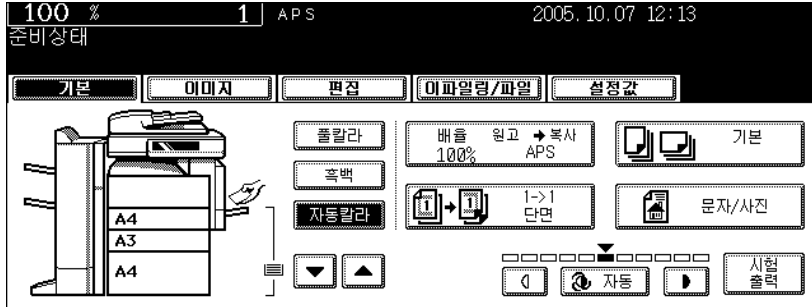 100 % 1 APS 2005.10.07 12:13
준비상태
기본 이미지 편집 이파일링/파일 설정값
풀칼라
흑백
자동칼라
배율 원고 → 복사
100% APS
기본
1->1
단면
문자/사진
A4
A3
A4
자동
시험
출력